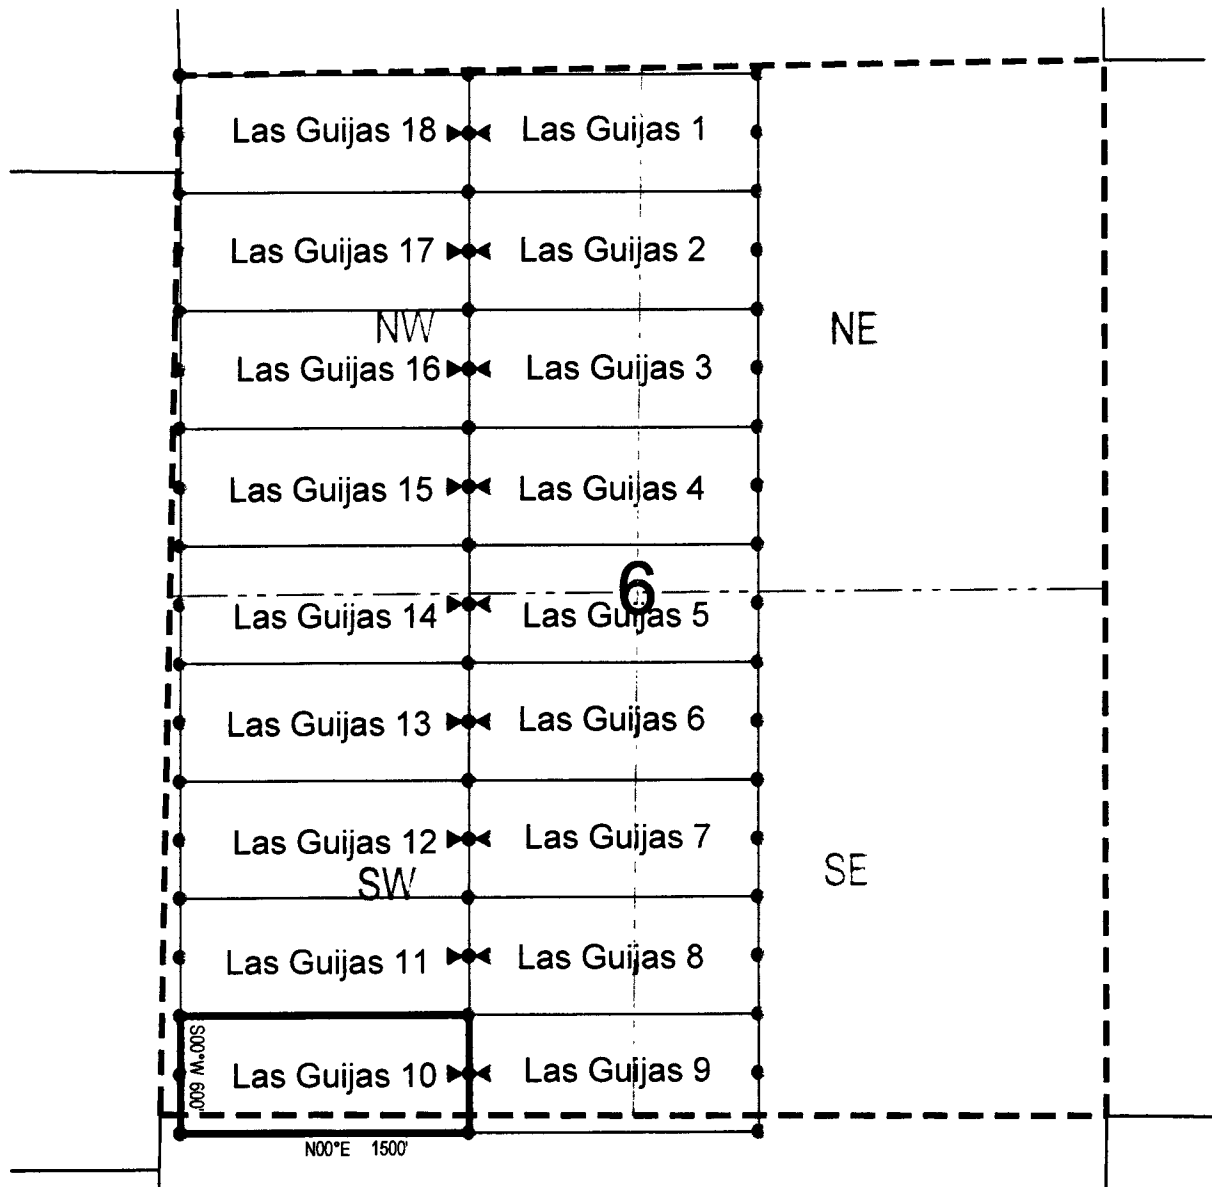 Las Guijas 18
Las Guijas 1
Las Guijas 17
Las Guijas 2
NW
NE
Las Guijas 16
Las Guijas 3
Las Guijas 15
Las Guijas 4
6
Las Guijas 14
Las Guijas 5
Las Guijas 13
Las Guijas 6
Las Guijas 12
Las Guijas 7
SW
SE
Las Guijas 11
Las Guijas 8
S00°W 600'
Las Guijas 10
Las Guijas 9
N00°E 1500'